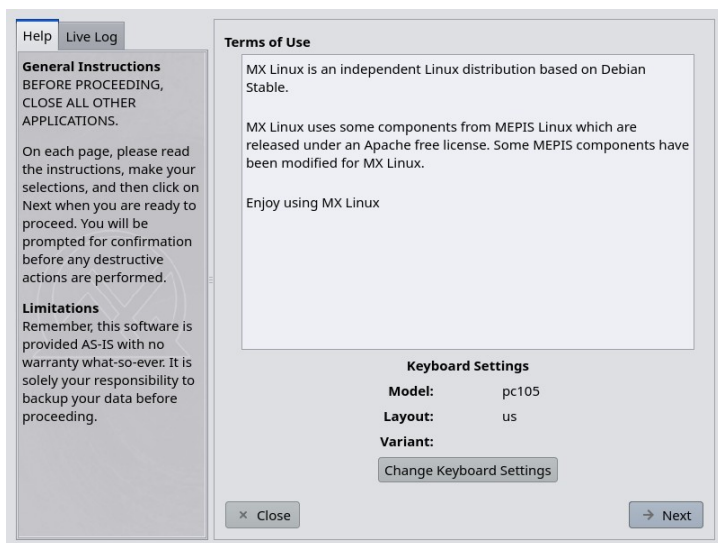 Help
Live Log
General Instructions
BEFORE PROCEEDING,
CLOSE ALL OTHER
APPLICATIONS.
On each page, please read
the instructions, make your
selections, and then click on
Next when you are ready to
proceed. You will be
prompted for confirmation
before any destructive
actions are performed.
Limitations
Remember, this software is
provided AS-IS with no
warranty what-so-ever. It is
solely your responsibility to
backup your data before
proceeding.
Terms of Use
MX Linux is an independent Linux distribution based on Debian
Stable.
MX Linux uses some components from MEPIS Linux which are
released under an Apache free license. Some MEPIS components have
been modified for MX Linux.
Enjoy using MX Linux
Keyboard Settings
Model: pc105
Layout: us
Variant:
Change Keyboard Settings
Close
Next